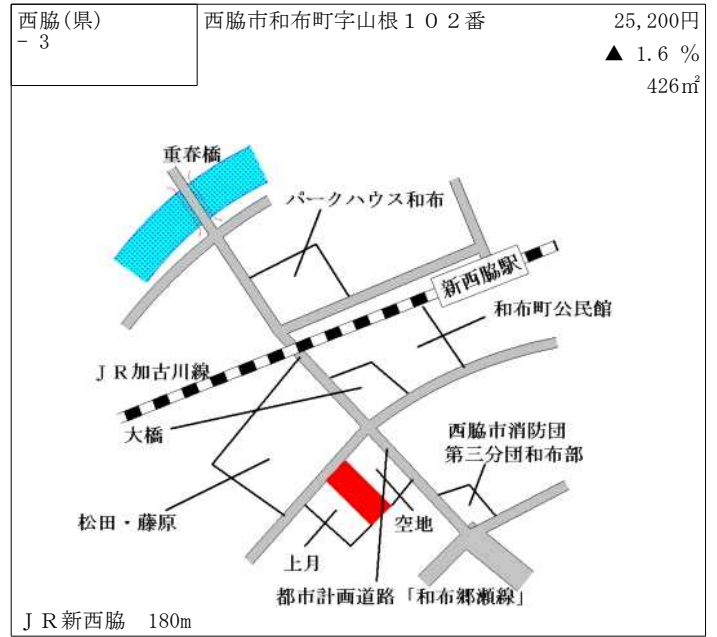 西脇(県)
- 3
西脇市和布町字山根１０２番
25,200円
▲ 1.6 %
426㎡
重春橋
パークハウス和布
新西脇駅
和布町公民館
ＪＲ加古川線
大橋
西脇市消防団
第三分団和布部
松田・藤原
空地
上月
都市計画道路「和布郷瀬線」
ＪＲ新西脇　180m